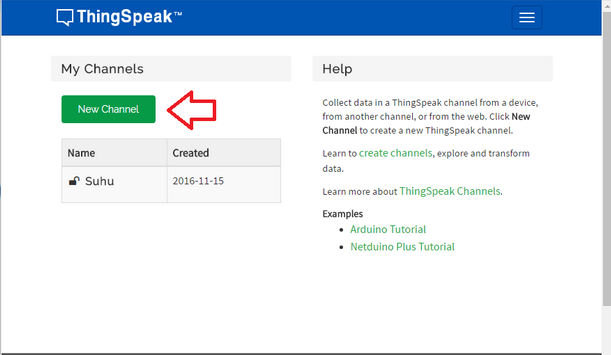 ThingSpeak™
My Channels
New Channel
Name Created
Suhu 2016-11-15
Help
Collect data in a ThingSpeak channel from a device,
from another channel, or from the web. Click New
Channel to create a new ThingSpeak channel.
Learn to create channels, explore and transform
data.
Learn more about ThingSpeak Channels.
Examples
Arduino Tutorial
Netduino Plus Tutorial